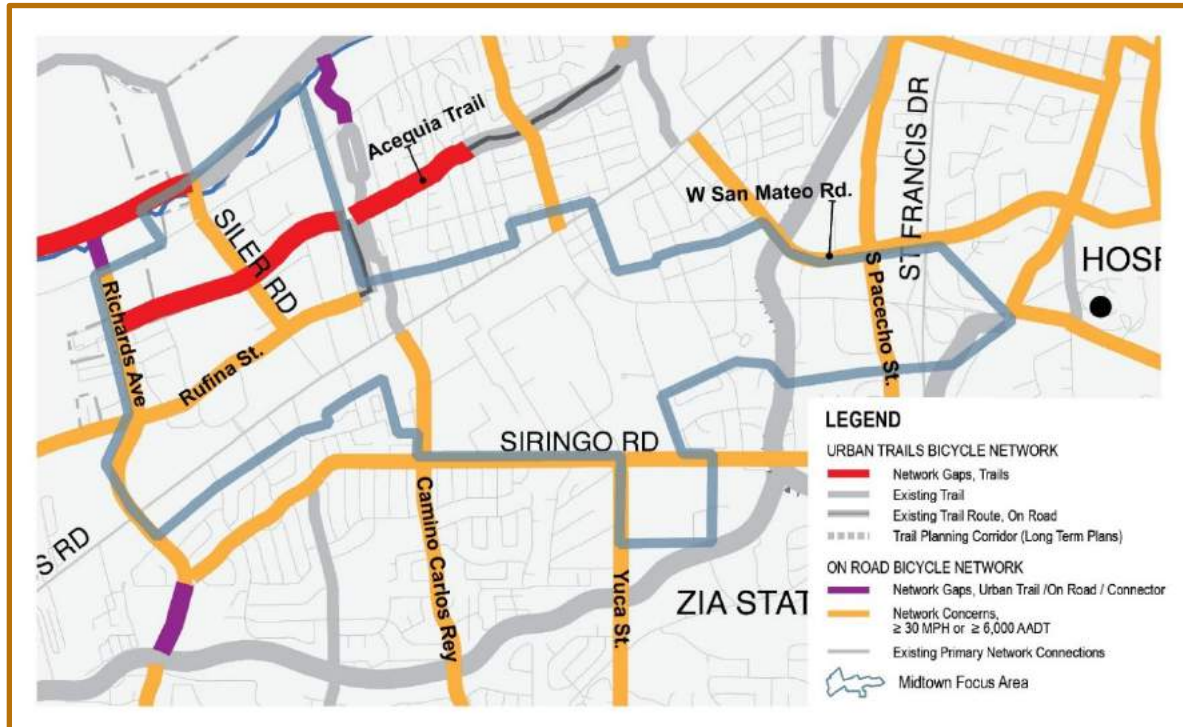 Acequia Trail
SILER RD
W San Mateo Rd.
ST FRANCIS DR
HOSP
Richards Ave
Rufina St.
S Pacecho St.
SIRINGO RD
S RD
Camino Carlos Rey
Yuca St.
ZIA STAT
LEGEND
URBAN TRAILS BICYCLE NETWORK
Network Gaps, Trails
Existing Trail
Existing Trail Route, On Road
Trail Planning Corridor (Long Term Plans)
ON ROAD BICYCLE NETWORK
Network Gaps, Urban Trail /On Road / Connector
Network Concerns,
≥ 30 MPH or ≥ 6,000 AADT
Existing Primary Network Connections
Midtown Focus Area